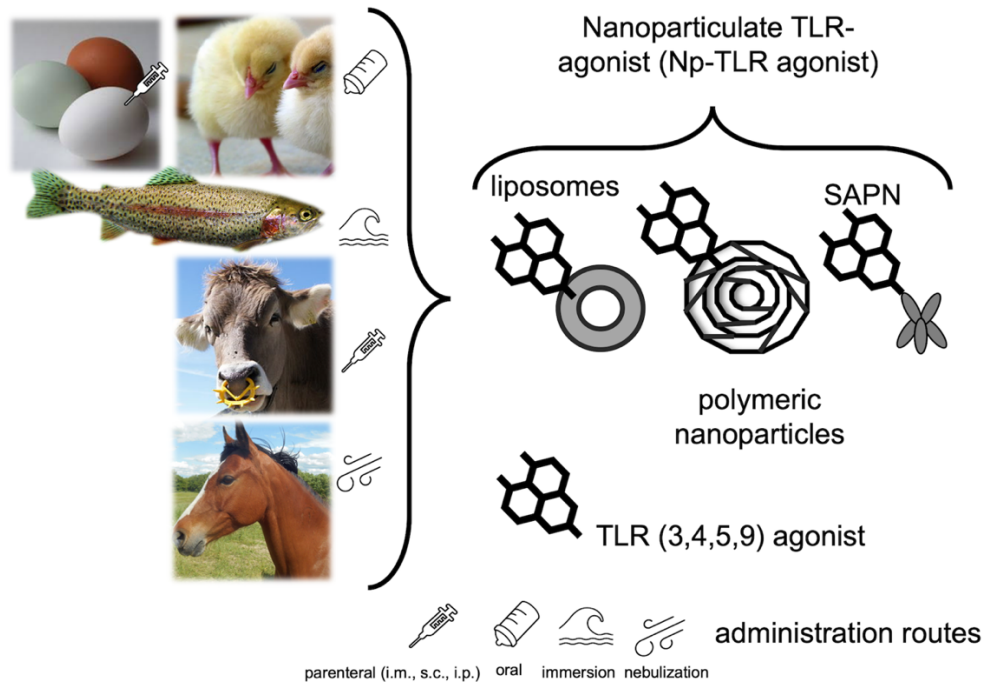 Nanoparticulate TLR-
agonist (Np-TLR agonist)
liposomes
SAPN
polymeric
nanoparticles
TLR (3,4,5,9) agonist
administration routes
parenteral (i.m., s.c., i.p.)
oral
immersion
nebulization